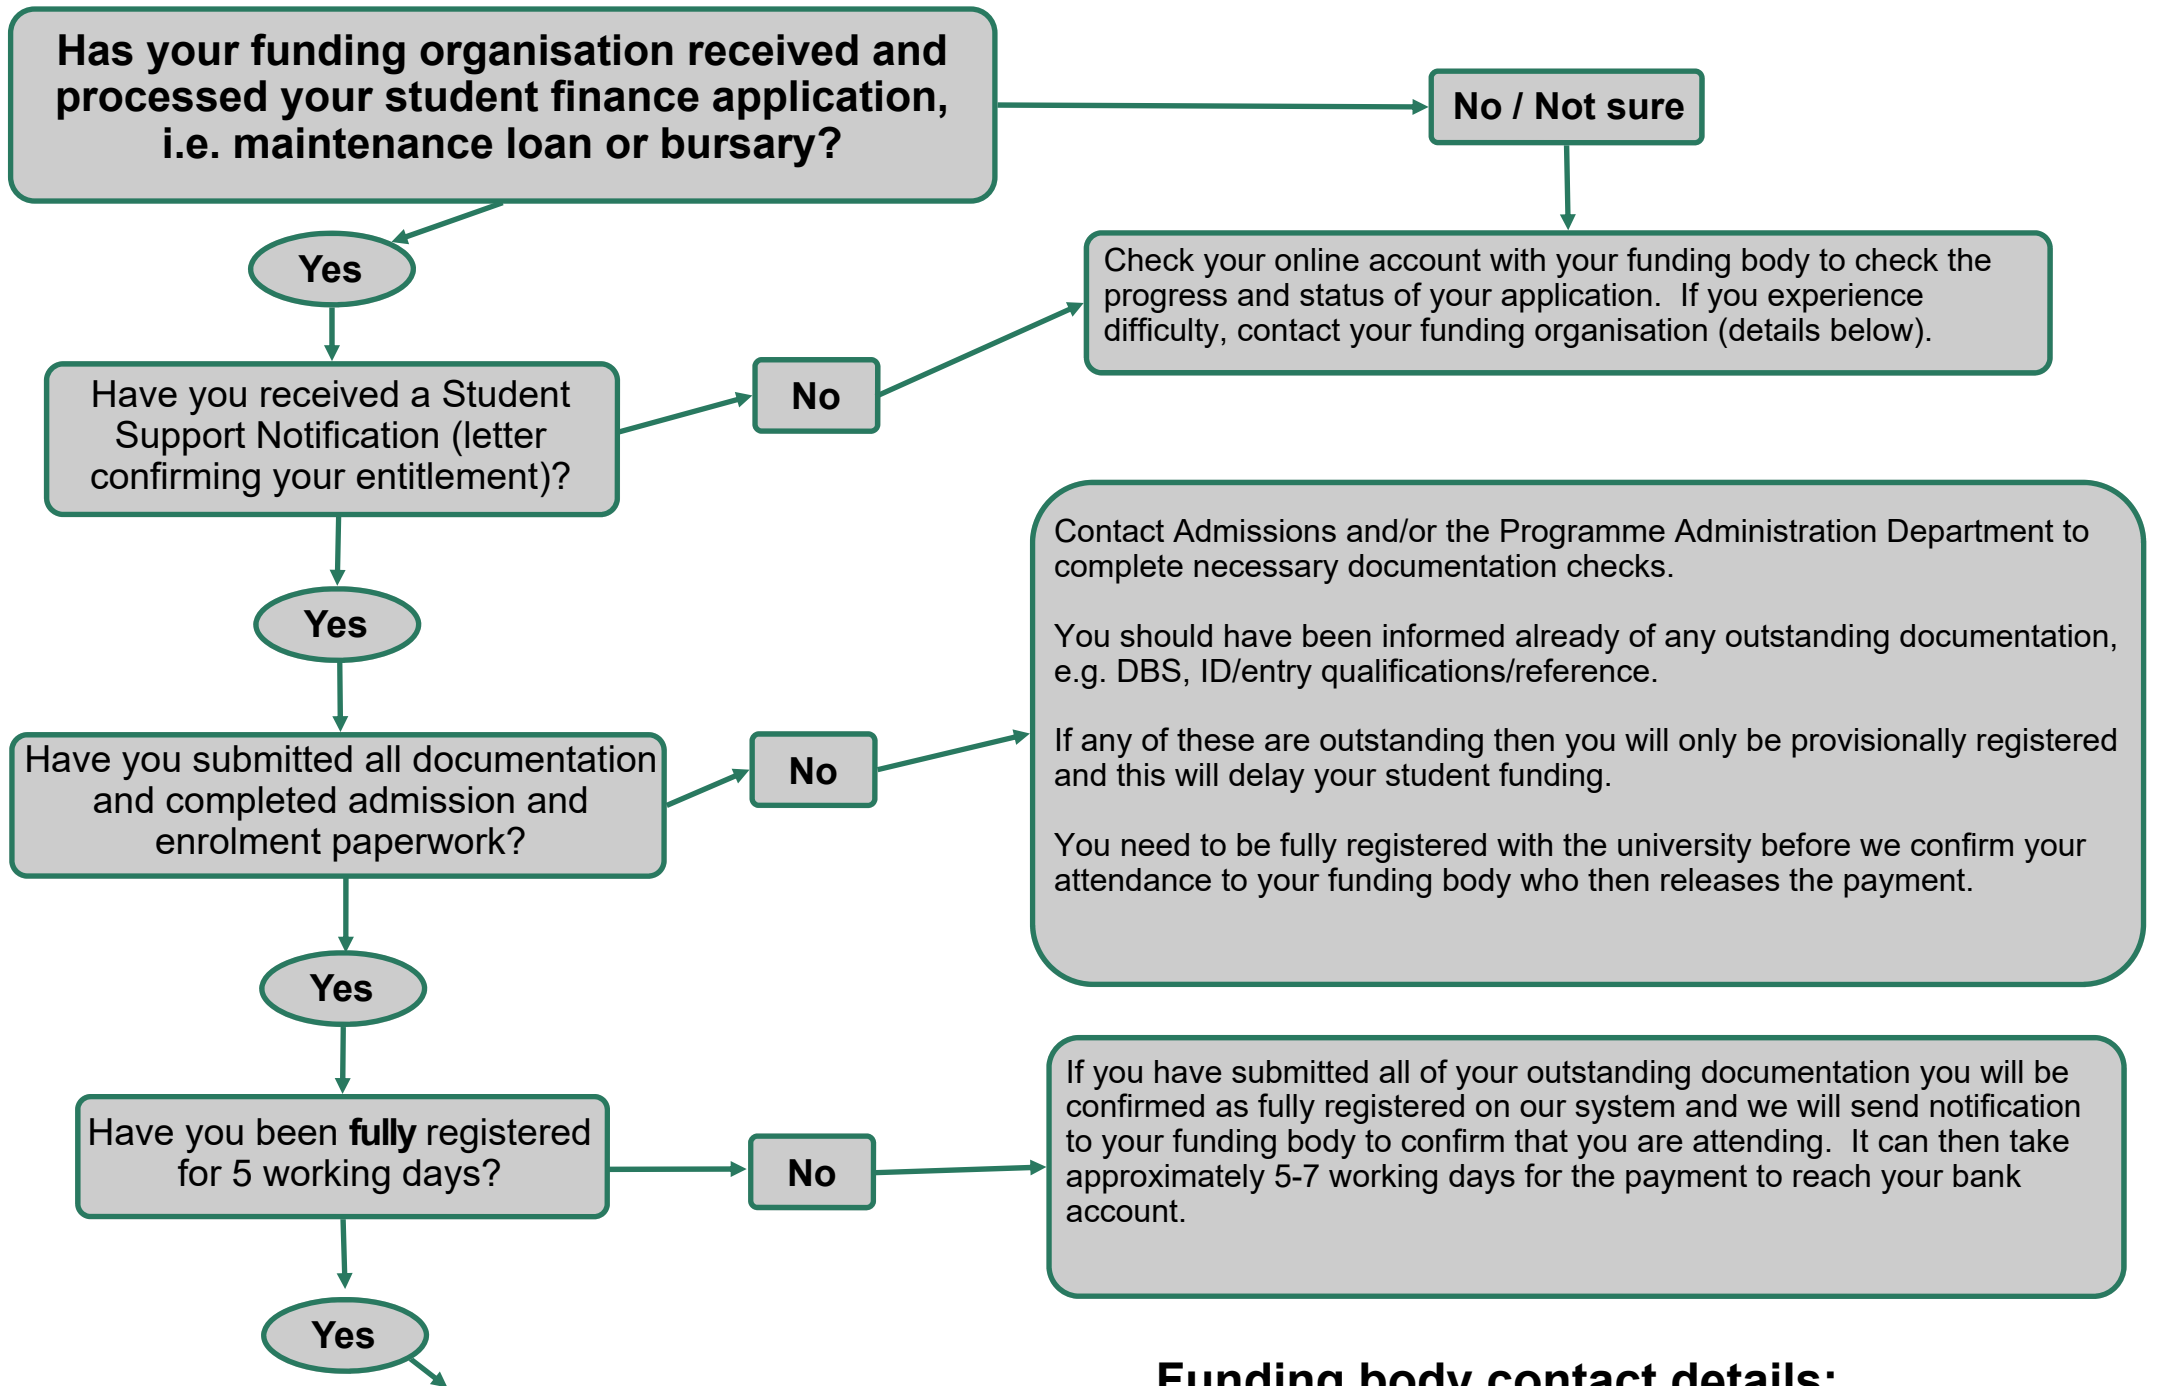 Has your funding organisation received and
processed your student finance application,
i.e. maintenance loan or bursary?
No / Not sure
Yes
Check your online account with your funding body to check the
progress and status of your application.  If you experience
difficulty, contact your funding organisation (details below).
Have you received a Student
Support Notification (letter
confirming your entitlement)?
No
Yes
Contact Admissions and/or the Programme Administration Department to
complete necessary documentation checks.
You should have been informed already of any outstanding documentation,
e.g. DBS, ID/entry qualifications/reference.
If any of these are outstanding then you will only be provisionally registered
and this will delay your student funding.
You need to be fully registered with the university before we confirm your
attendance to your funding body who then releases the payment.
Have you submitted all documentation
and completed admission and
enrolment paperwork?
No
Yes
Have you been fully registered
for 5 working days?
No
If you have submitted all of your outstanding documentation you will be
confirmed as fully registered on our system and we will send notification
to your funding body to confirm that you are attending.  It can then take
approximately 5-7 working days for the payment to reach your bank
account.
Yes
Funding body contact details: